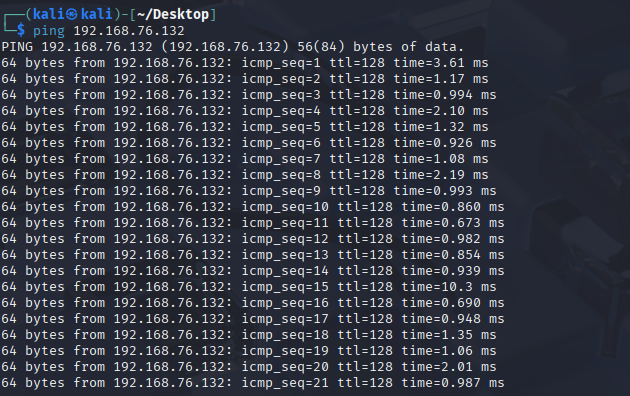 (kali㉿kali)-[~/Desktop]
$ ping 192.168.76.132
PING 192.168.76.132 (192.168.76.132) 56(84) bytes of data.
64 bytes from 192.168.76.132: icmp_seq=1 ttl=128 time=3.61 ms
64 bytes from 192.168.76.132: icmp_seq=2 ttl=128 time=1.17 ms
64 bytes from 192.168.76.132: icmp_seq=3 ttl=128 time=0.994 ms
64 bytes from 192.168.76.132: icmp_seq=4 ttl=128 time=2.10 ms
64 bytes from 192.168.76.132: icmp_seq=5 ttl=128 time=1.32 ms
64 bytes from 192.168.76.132: icmp_seq=6 ttl=128 time=0.926 ms
64 bytes from 192.168.76.132: icmp_seq=7 ttl=128 time=1.08 ms
64 bytes from 192.168.76.132: icmp_seq=8 ttl=128 time=2.19 ms
64 bytes from 192.168.76.132: icmp_seq=9 ttl=128 time=0.993 ms
64 bytes from 192.168.76.132: icmp_seq=10 ttl=128 time=0.860 ms
64 bytes from 192.168.76.132: icmp_seq=11 ttl=128 time=0.673 ms
64 bytes from 192.168.76.132: icmp_seq=12 ttl=128 time=0.982 ms
64 bytes from 192.168.76.132: icmp_seq=13 ttl=128 time=0.854 ms
64 bytes from 192.168.76.132: icmp_seq=14 ttl=128 time=0.939 ms
64 bytes from 192.168.76.132: icmp_seq=15 ttl=128 time=10.3 ms
64 bytes from 192.168.76.132: icmp_seq=16 ttl=128 time=0.690 ms
64 bytes from 192.168.76.132: icmp_seq=17 ttl=128 time=0.948 ms
64 bytes from 192.168.76.132: icmp_seq=18 ttl=128 time=1.35 ms
64 bytes from 192.168.76.132: icmp_seq=19 ttl=128 time=1.06 ms
64 bytes from 192.168.76.132: icmp_seq=20 ttl=128 time=2.01 ms
64 bytes from 192.168.76.132: icmp_seq=21 ttl=128 time=0.987 ms